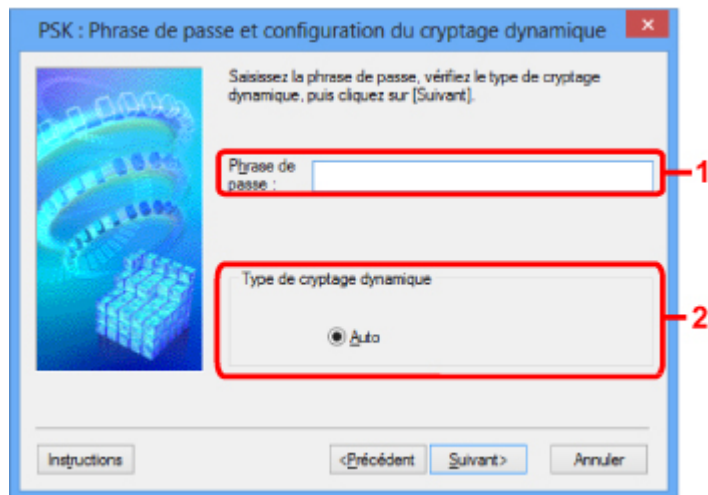 PSK : Phrase de passe et configuration du cryptage dynamique
Saisissez la phrase de passe, vérifiez le type de cryptage
dynamique, puis cliquez sur [Suivant].
Phrase de
passe :
1
Type de cryptage dynamique
Auto
2
Instructions
<Précédent
Suivant>
Annuler